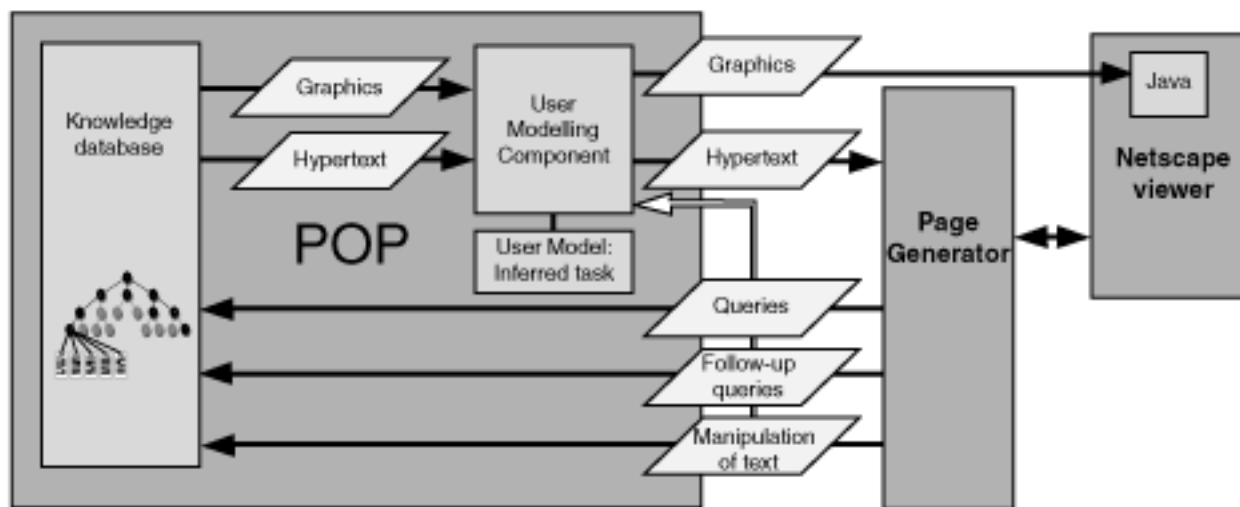 Knowledge
database
Graphics
Hypertext
User
Modelling
Component
User Model:
Inferred task
POP
Graphics
Hypertext
Queries
Follow-up
queries
Manipulation
of text
Page
Generator
Java
Netscape
viewer